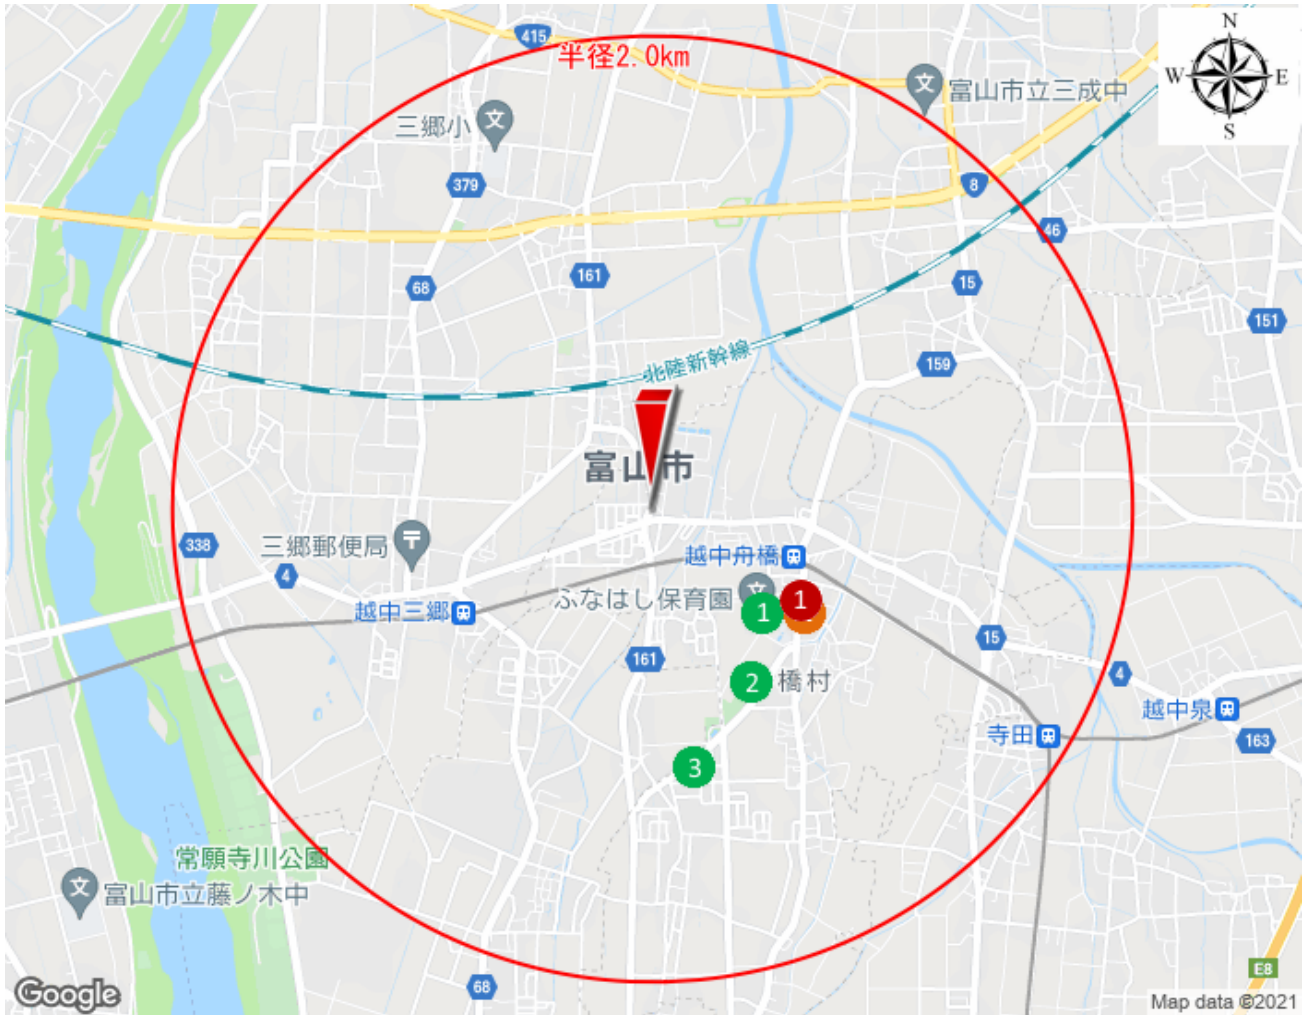 415
半径2.0km
N
W
E
S
富山市立三成中
三郷小
379
8
46
161
68
15
151
北陸新幹線
159
富山市
338
三郷郵便局
越中舟橋
4
ふなはし保育園
1
1
越中三郷
15
161
2
橋村
4
越中泉
寺田
163
3
常願寺川公園
富山市立藤ノ木中
E8
68
Google
Map data ©2021